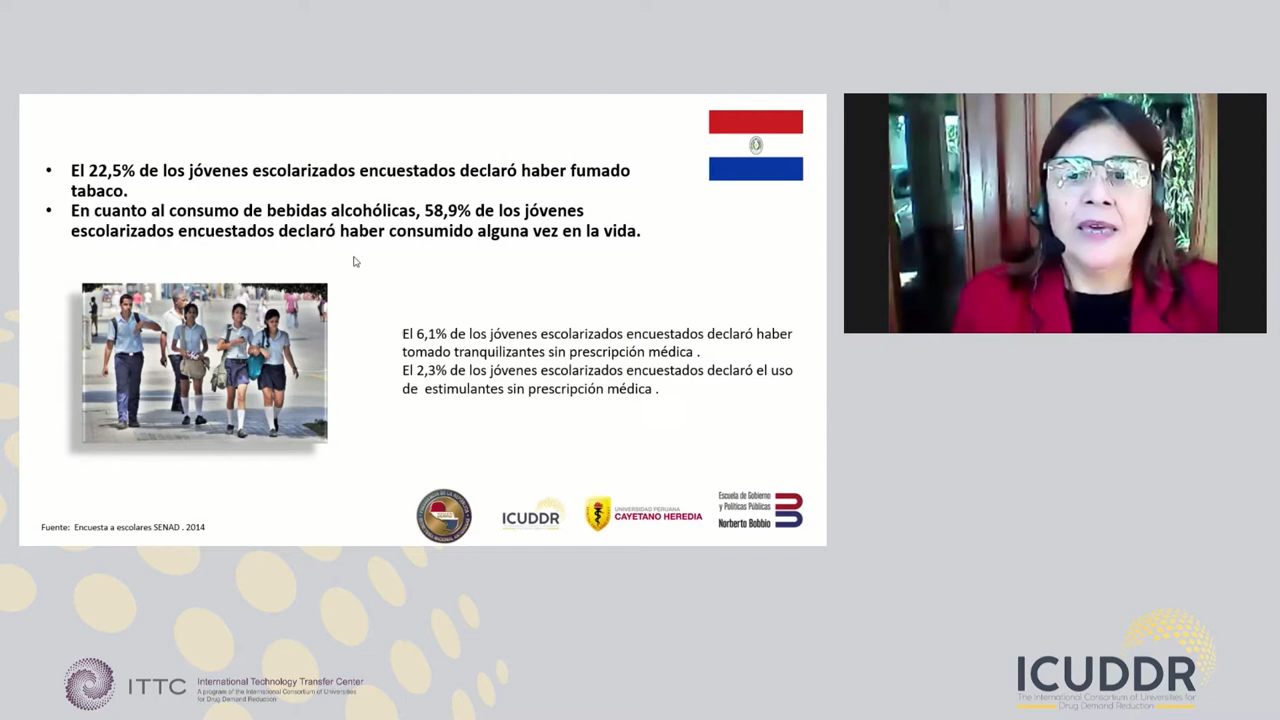 • El 22,5% de los jóvenes escolarizados encuestados declaró haber fumado
tabaco.
• En cuanto al consumo de bebidas alcohólicas, 58,9% de los jóvenes
escolarizados encuestados declaró haber consumido alguna vez en la vida.
El 6,1% de los jóvenes escolarizados encuestados declaró haber
tomado tranquilizantes sin prescripción médica .
El 2,3% de los jóvenes escolarizados encuestados declaró el uso
de estimulantes sin prescripción médica .
Fuente: Encuesta a escolares SENAD . 2014
ICUDDR
UNIVERSIDAD PERUANA
CAYETANO HEREDIA
Escuela de Gobierno
y Políticas Públicas
Norberto Bobbio
ITTC
International Technology Transfer Center
A program of the International Consortium of Universities
for Drug Demand Reduction
ICUDDR
The International Consortium of Universities for
Drug Demand Reduction